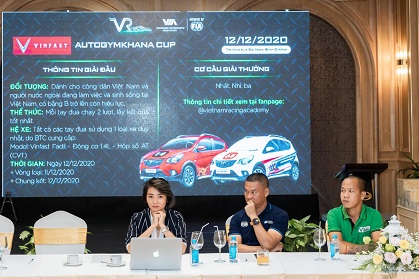 VR
VIA
MEMBER OF
FIA
VINFAST
AUTOGYMKHANA CUP
12/12/2020
THÔNG TIN GIẢI ĐẤU
ĐỐI TƯỢNG: Dành cho công dân Việt Nam và
người nước ngoài đang làm việc và sinh sống tại
Việt Nam, có bằng B trở lên còn hiệu lực.
THỂ THỨC: Mỗi tay đua chạy 2 lượt, lấy kết quả
tốt nhất.
HỆ XE: Tất cả các tay đua sử dụng 1 loại xe duy
nhất, do BTC cung cấp:
Model Vinfast Fadil - Động cơ 1.4L - Hộp số AT
(CVT)
THỜI GIAN: Ngày 12/12/2020
+ Vòng loại: 11/12/2020
+ Chung kết: 12/12/2020
CƠ CẤU GIẢI THƯỞNG
Nhất, Nhì, ba
Thông tin chi tiết xem tại fanpage:
@vietnamracingacademy